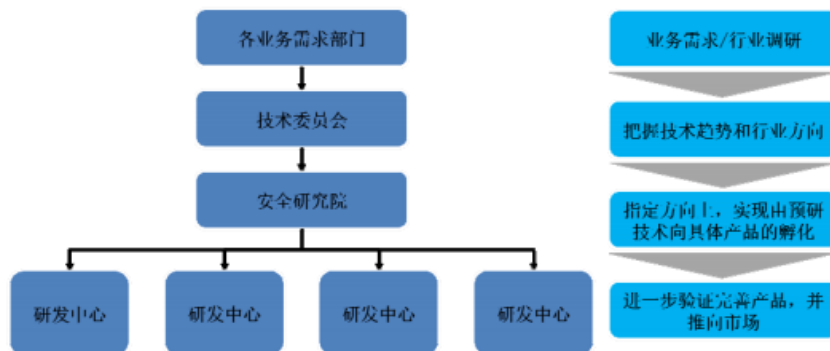 各业务需求部门
技术委员会
安全研究院
研发中心
研发中心
研发中心
研发中心
业务需求/行业调研
把握技术趋势和行业方向
指定方向上，实现由预研
技术向具体产品的孵化
进一步验证完善产品，并
推向市场